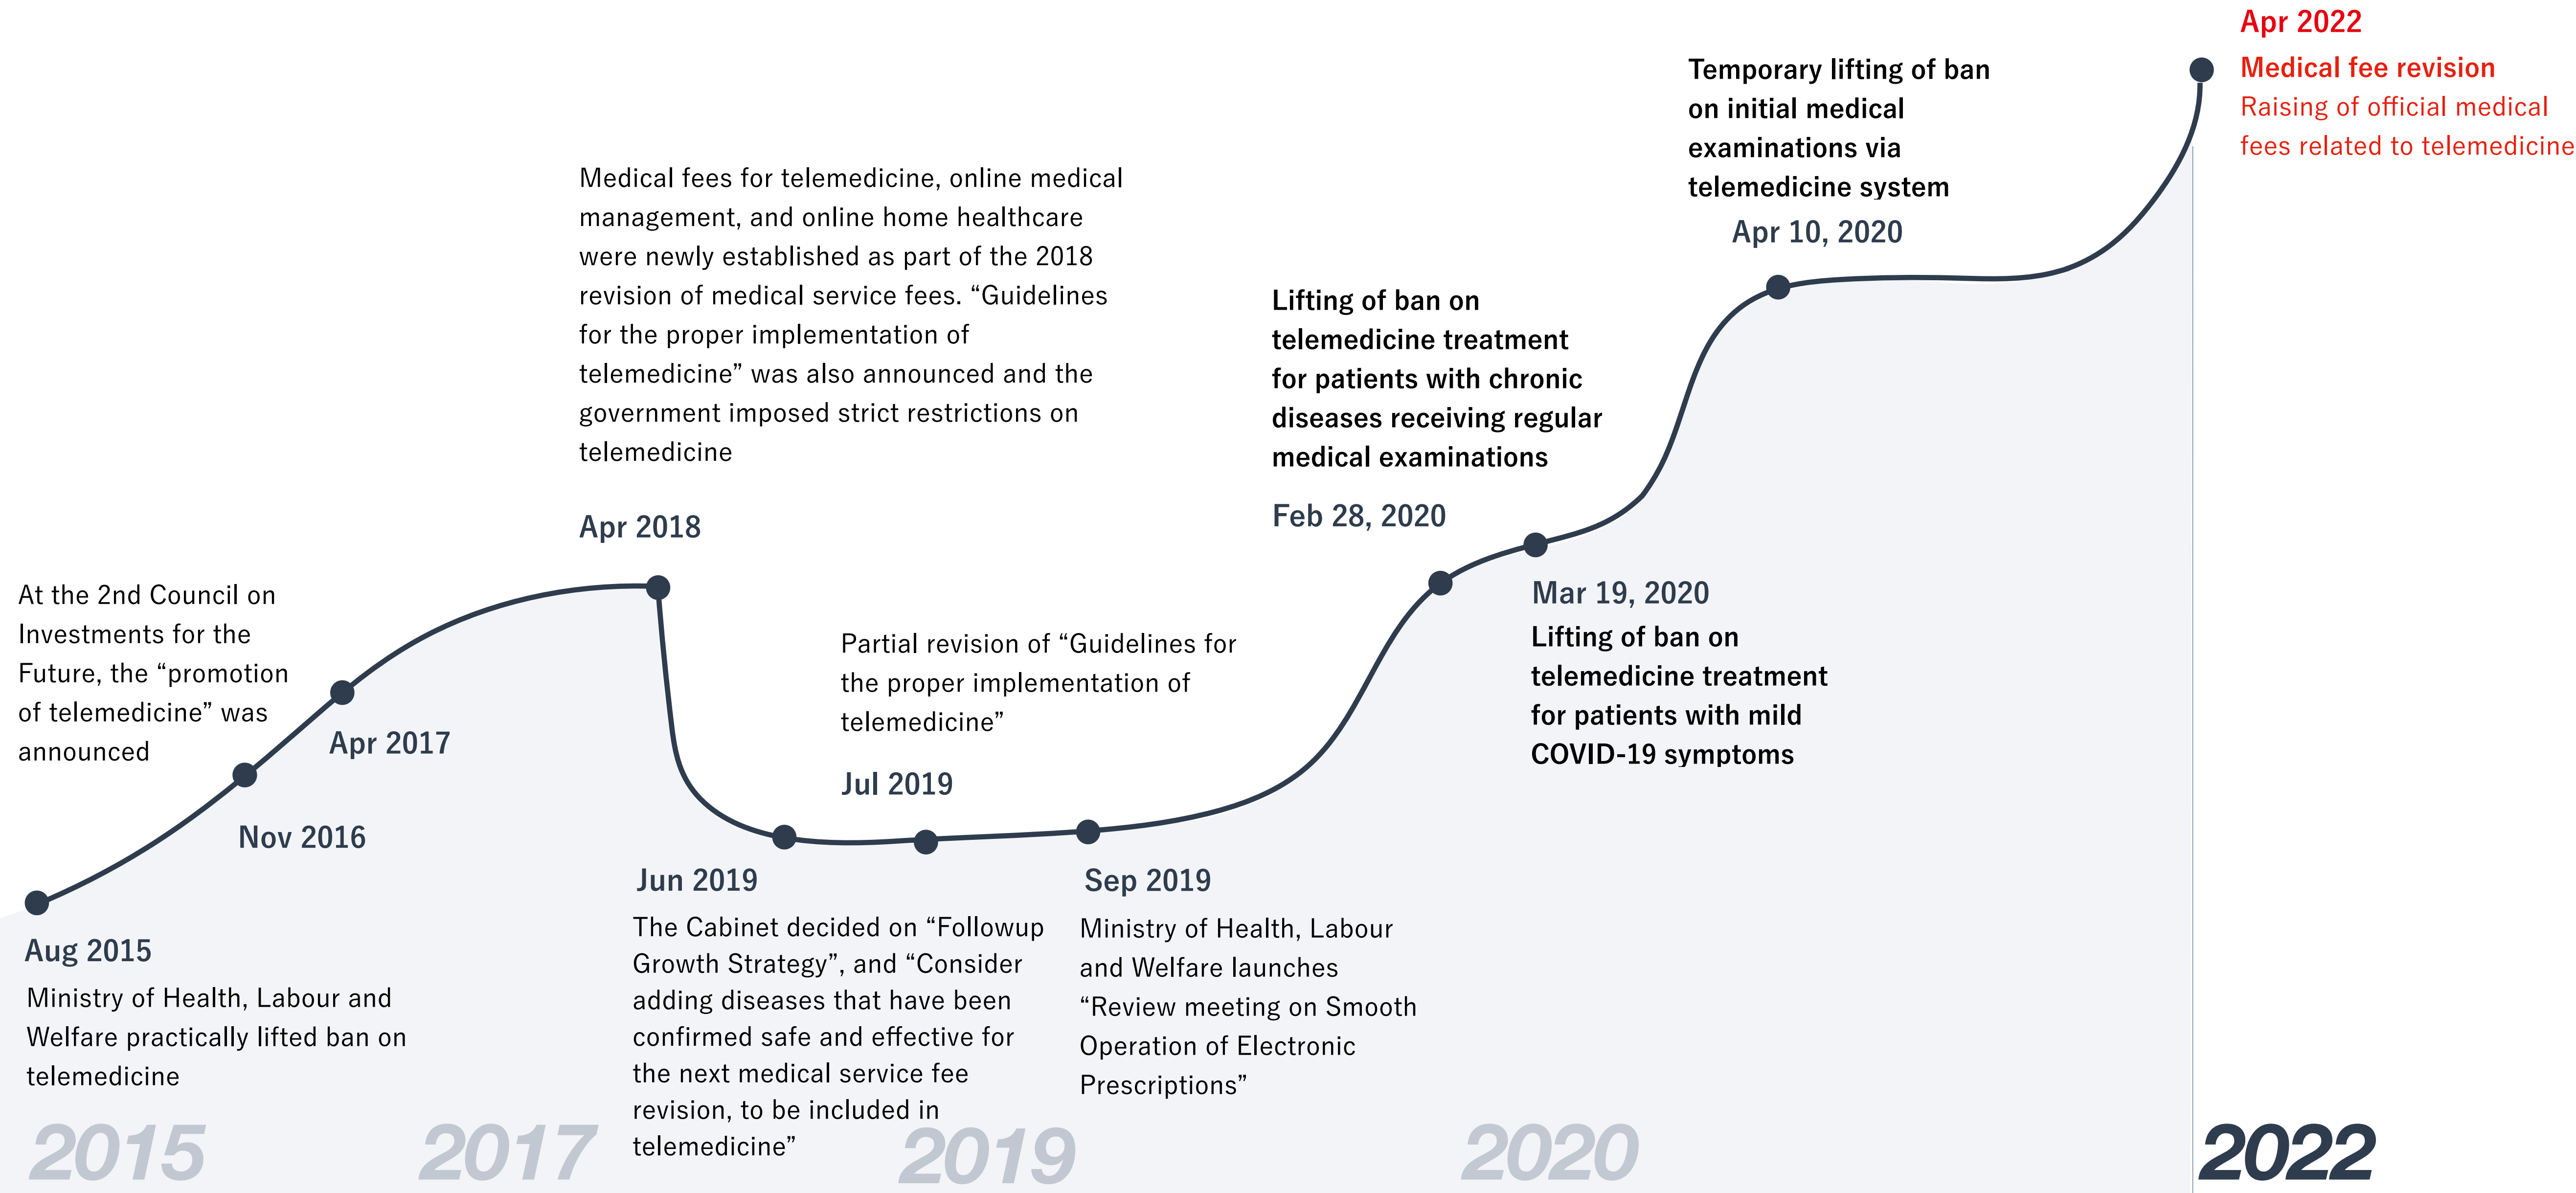 At the 2nd Council on
Investments for the
Future, the “promotion
of telemedicine” was
announced
Aug 2015
Ministry of Health, Labour and
Welfare practically lifted ban on
telemedicine
Nov 2016
Apr 2017
Medical fees for telemedicine, online medical
management, and online home healthcare
were newly established as part of the 2018
revision of medical service fees. “Guidelines
for the proper implementation of
telemedicine” was also announced and the
government imposed strict restrictions on
telemedicine
Apr 2018
Jun 2019
The Cabinet decided on “Followup
Growth Strategy”, and “Consider
adding diseases that have been
confirmed safe and effective for
the next medical service fee
revision, to be included in
telemedicine”
Partial revision of “Guidelines for
the proper implementation of
telemedicine”
Jul 2019
Sep 2019
Ministry of Health, Labour
and Welfare launches
“Review meeting on Smooth
Operation of Electronic
Prescriptions”
Lifting of ban on
telemedicine treatment
for patients with chronic
diseases receiving regular
medical examinations
Feb 28, 2020
Mar 19, 2020
Lifting of ban on
telemedicine treatment
for patients with mild
COVID-19 symptoms
Temporary lifting of ban
on initial medical
examinations via
telemedicine system
Apr 10, 2020
Apr 2022
Medical fee revision
Raising of official medical
fees related to telemedicine
2015
2017
2019
2020
2022